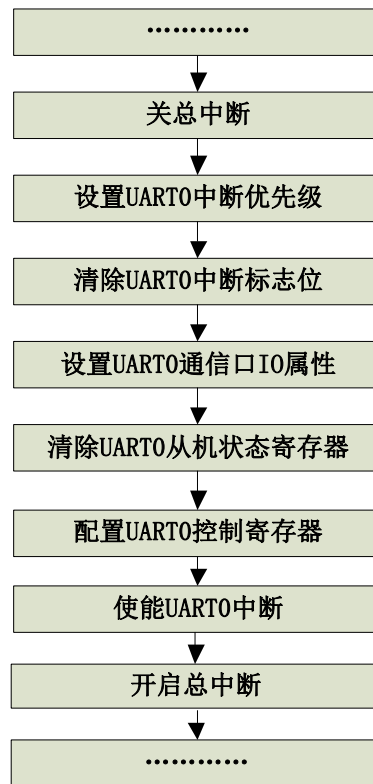 …………
关总中断
设置UART0中断优先级
清除UART0中断标志位
设置UART0通信口IO属性
清除UART0从机状态寄存器
配置UART0控制寄存器
使能UART0中断
开启总中断
…………